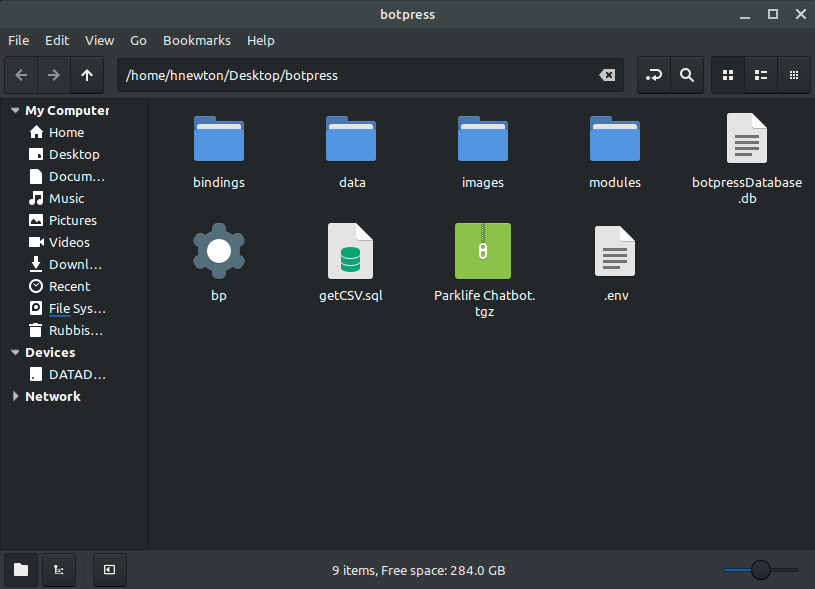 botpress
File Edit View Go Bookmarks Help
/home/hnewton/Desktop/botpress
My Computer
Home
Desktop
Docum...
Music
Pictures
Videos
Downl...
Recent
File Sys...
Rubbis...
Devices
DATAD...
Network
bindings
data
images
modules
botpressDatabase
.db
bp
getCSV.sql
Parklife Chatbot.
tgz
.env
9 items, Free space: 284.0 GB